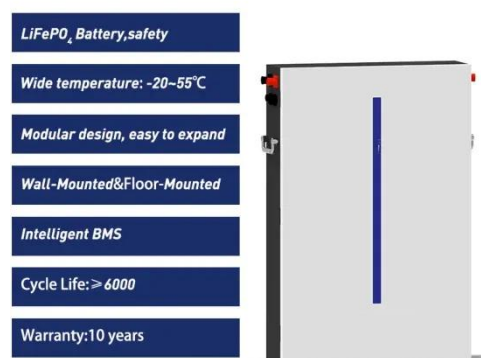 LiFePO₄ Battery,safety
Wide temperature: -20~55℃
Modular design, easy to expand
Wall-Mounted&Floor-Mounted
Intelligent BMS
Cycle Life:≥6000
Warranty:10 years